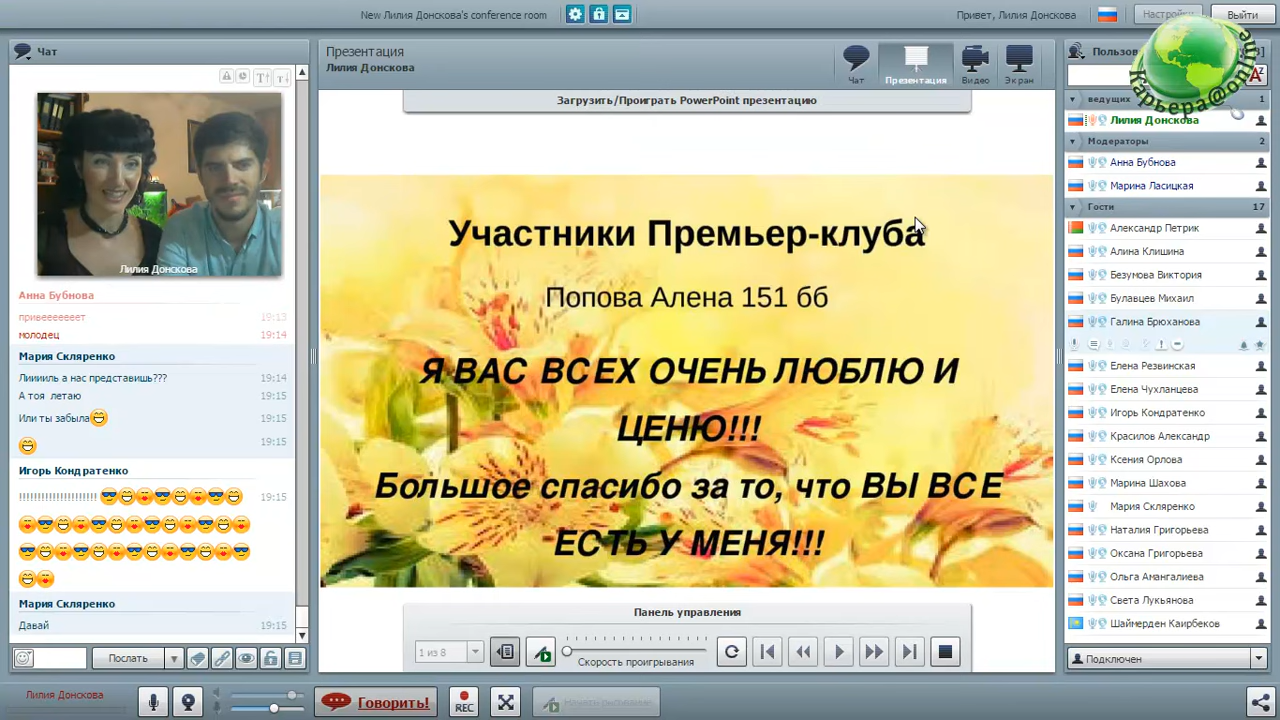 New Лилия Донскова's conference room
Привет, Лилия Донскова
Настройки
Выйти
Чат
Лилия Донскова
Анна Бубнова
привеееееeет 19:13
молодец 19:14
Мария Скляренко
Лииииль а нас представишь??? 19:14
А тоя летаю 19:15
Или ты забыла 19:15
19:15
Игорь Кондратенко
!!!!!!!!!!!!!!!!!!!!! 19:15
Мария Скляренко
Давай 19:15
Послать
Презентация
Лилия Донскова
Чат
Презентация
Видео
Экран
Загрузить/Проиграть PowerPoint презентацию
Участники Премьер-клуба
Попова Алена 151 бб
Я ВАС ВСЕХ ОЧЕНЬ ЛЮБЛЮ И
ЦЕНЮ!!!
Большое спасибо за то, что ВЫ ВСЕ
ЕСТЬ У МЕНЯ!!!
Панель управления
1 из 8
Скорость проигрывания
карьера@online
ведущих 1
Лилия Донскова
Модераторы 2
Анна Бубнова
Марина Ласицкая
Гости 17
Александр Петрик
Алина Клишина
Безумова Виктория
Булавцев Михаил
Галина Брюханова
Елена Резвинская
Елена Чухланцева
Игорь Кондратенко
Красилов Александр
Ксения Орлова
Марина Шахова
Мария Скляренко
Наталия Григорьева
Оксана Григорьева
Ольга Амангалиева
Света Лукьянова
Шаймерден Каирбеков
Подключен
Лилия Донскова
Говорить!
REC
Начать рисование